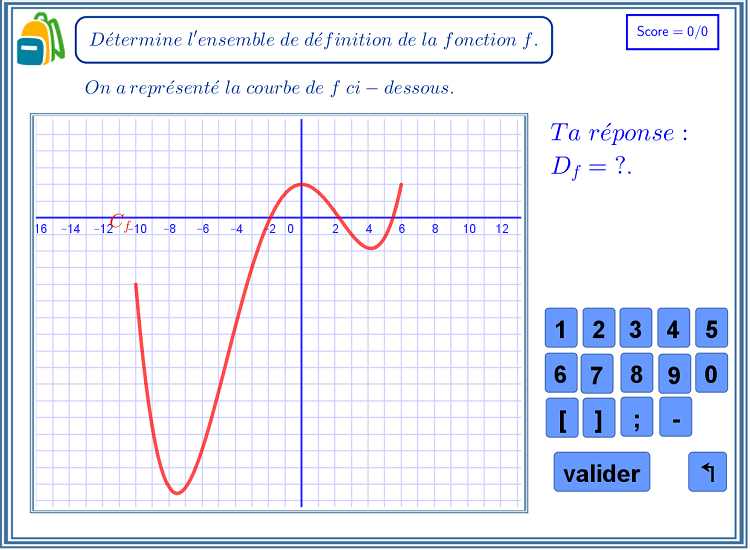 Détermine l'ensemble de définition de la fonction f.
Score = 0/0
On a représenté la courbe de f ci − dessous.
Ta réponse :
D_f = ?.
C_f
16 -14 -12 -10 -8 -6 -4 -2 0 2 4 6 8 10 12
1 2 3 4 5
6 7 8 9 0
[ ] ; -
valider